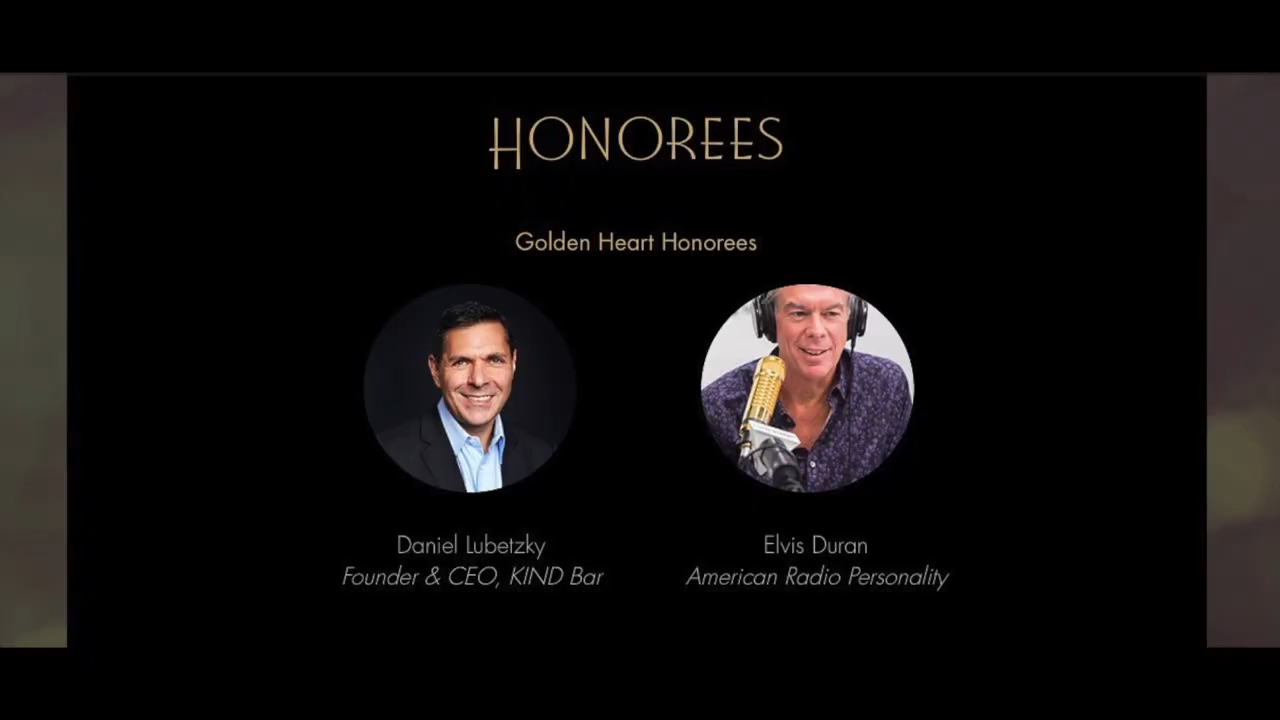 HONOREES
Golden Heart Honorees
Daniel Lubetzky
Founder & CEO, KIND Bar
Elvis Duran
American Radio Personality